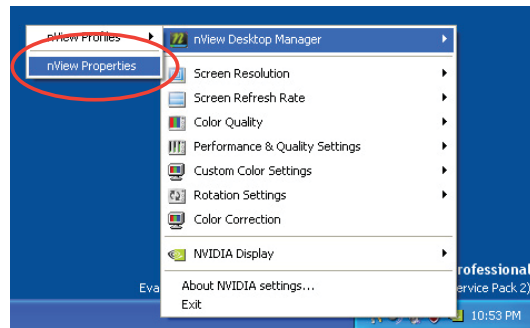 nView Profiles
nView Desktop Manager
nView Properties
Screen Resolution
Screen Refresh Rate
Color Quality
Performance & Quality Settings
Custom Color Settings
Rotation Settings
Color Correction
NVIDIA Display
About NVIDIA settings...
Exit
rofessional
Eva
ervice Pack 2)
10:53 PM